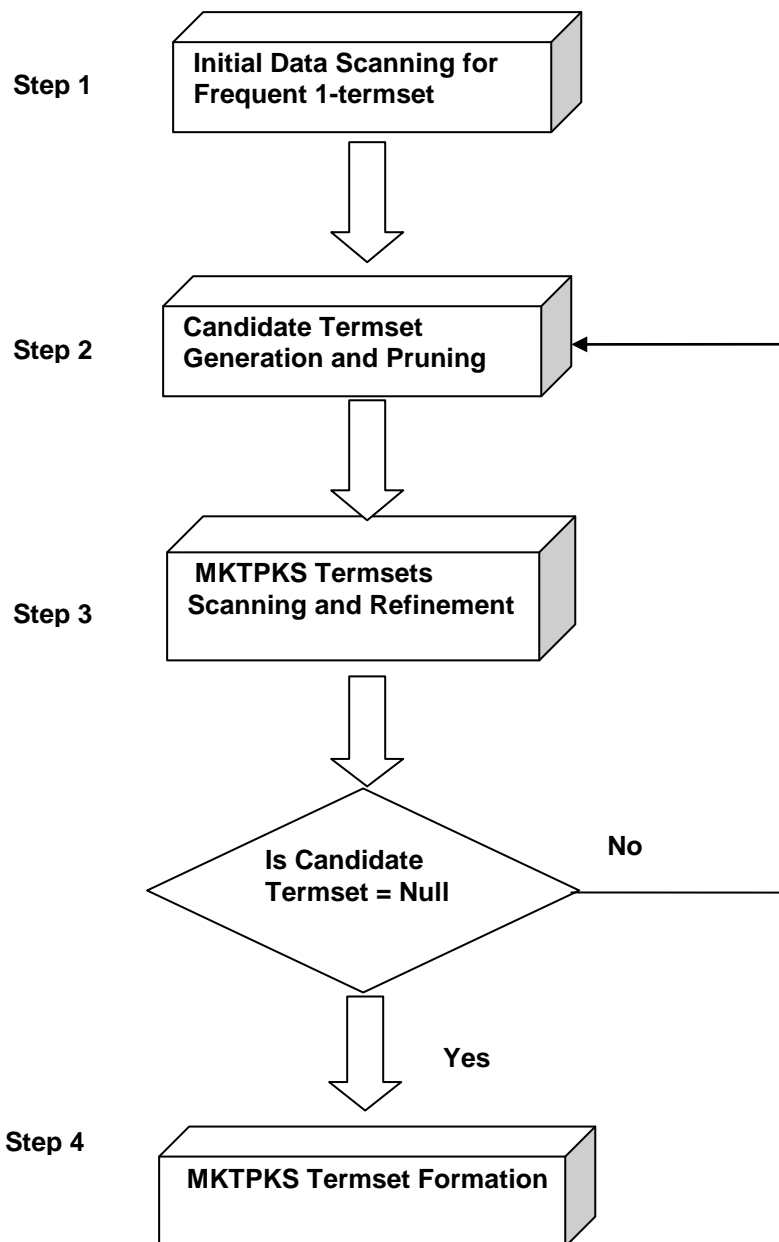 Step 1
Initial Data Scanning for
Frequent 1-termset
Step 2
Candidate Termset
Generation and Pruning
Step 3
MKTPKS Termsets
Scanning and Refinement
Is Candidate
Termset = Null
No
Yes
Step 4
MKTPKS Termset Formation